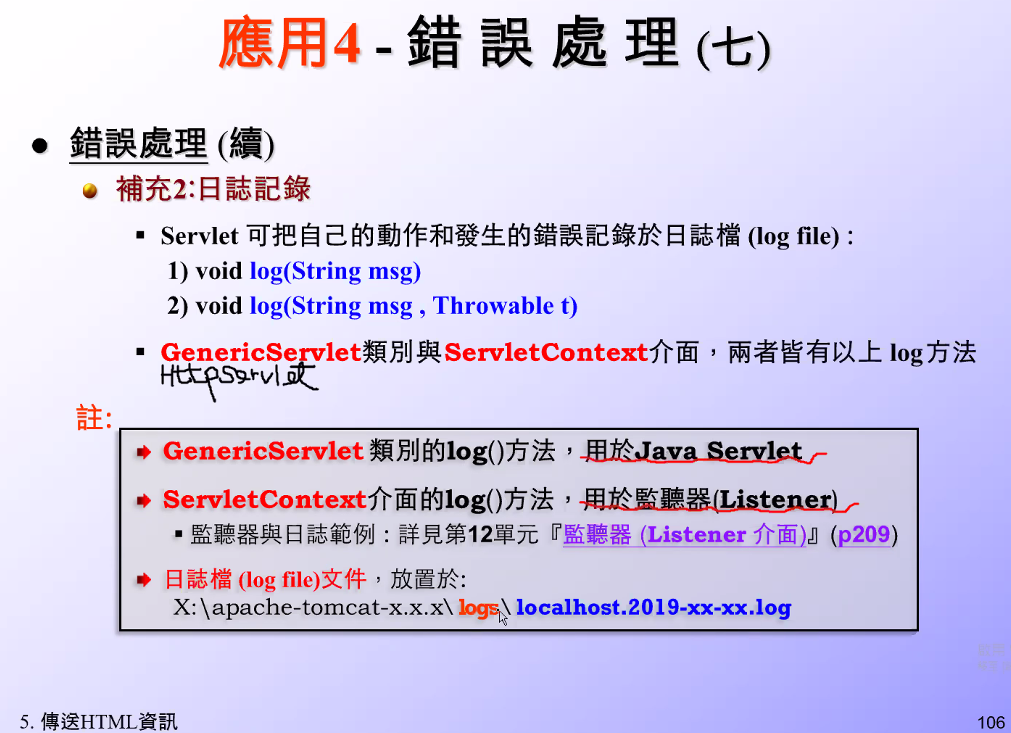 應用4 - 錯 誤 處 理 (七)
● 錯誤處理 (續)
補充2:日誌記錄
▪ Servlet 可把自己的動作和發生的錯誤記錄於日誌檔 (log file) :
1) void log(String msg)
2) void log(String msg , Throwable t)
▪ GenericServlet類別與ServletContext介面，兩者皆有以上 log方法
HttpServlet
註:
GenericServlet 類別的log()方法，用於Java Servlet
ServletContext介面的log()方法，用於監聽器(Listener)
▪ 監聽器與日誌範例 : 詳見第12單元『監聽器 (Listener 介面)』(p209)
日誌檔 (log file)文件，放置於:
X:\apache-tomcat-x.x.x\ logs\ localhost.2019-xx-xx.log
5. 傳送HTML資訊
106